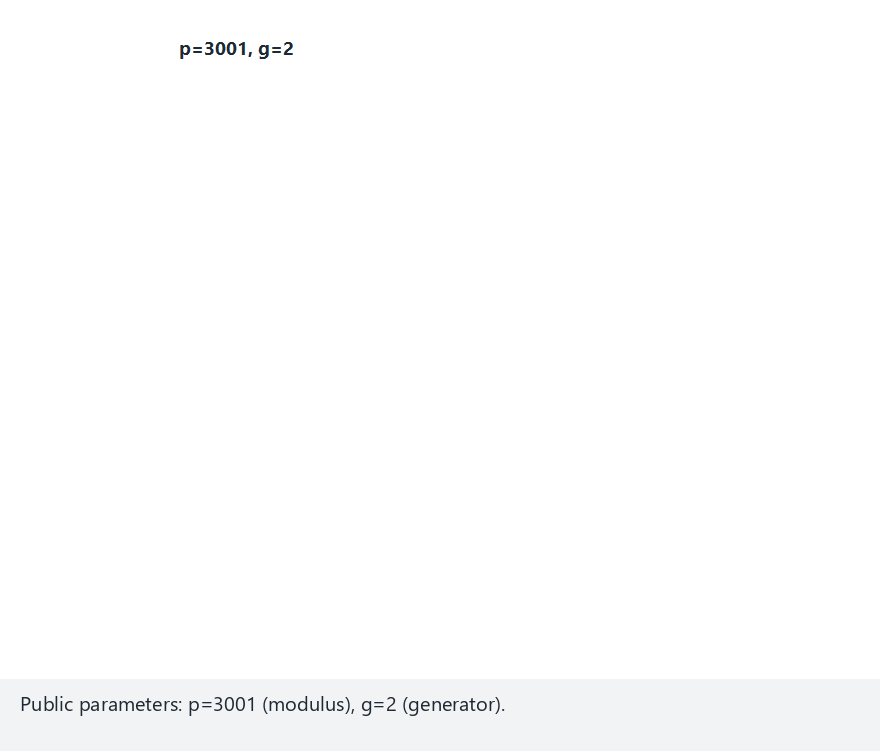 p=3001, g=2
Public parameters: p=3001 (modulus), g=2 (generator).